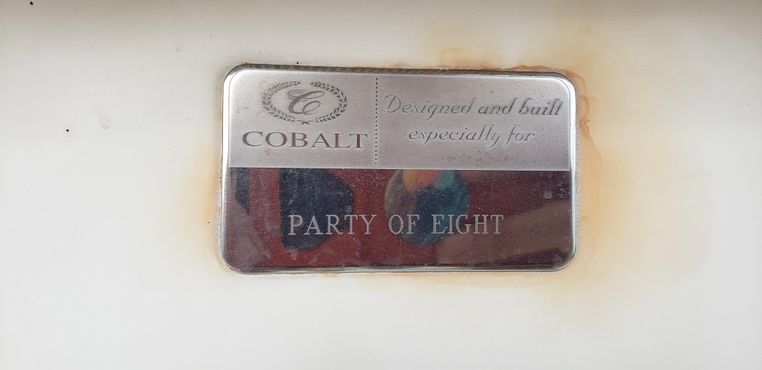 C
COBALT
Designed and built
especially for
PARTY OF EIGHT